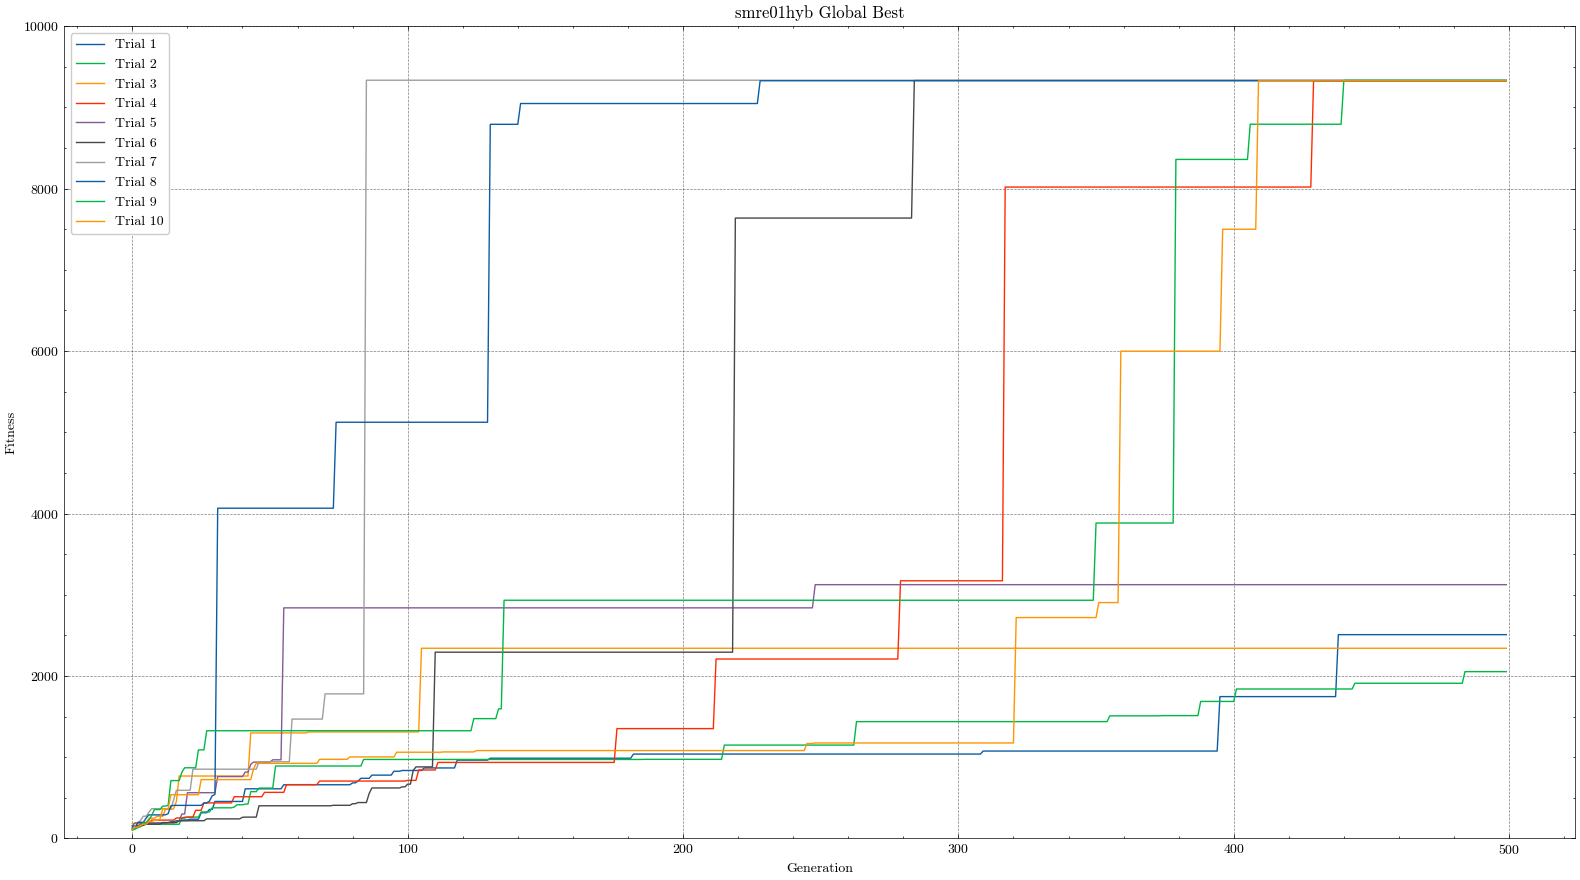 smre01hyb Global Best
10000
8000
6000
4000
2000
0
Fitness
Trial 1
Trial 2
Trial 3
Trial 4
Trial 5
Trial 6
Trial 7
Trial 8
Trial 9
Trial 10
0 100 200 300 400 500
Generation